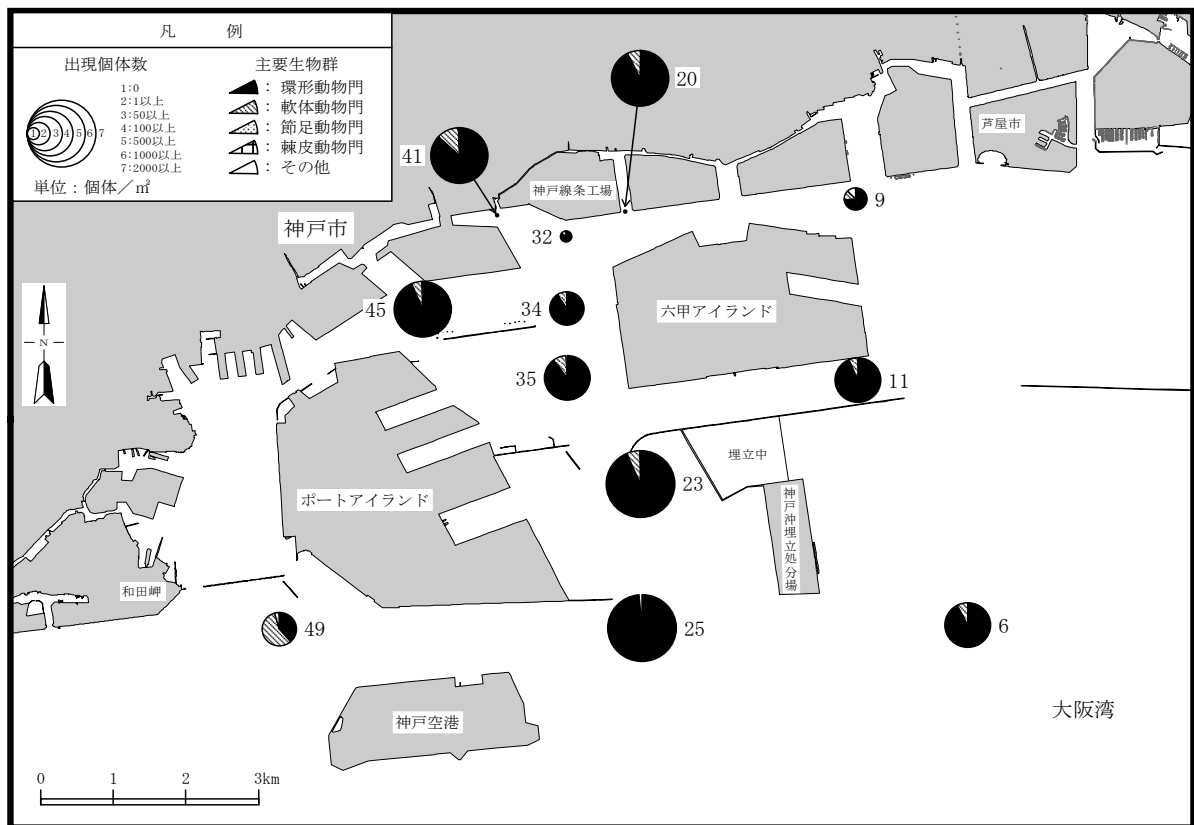 凡 例
出現個体数
1:0
2:1以上
3:50以上
4:100以上
5:500以上
6:1000以上
7:2000以上
1 2 3 4 5 6 7
単位：個体／㎡
主要生物群
：環形動物門
：軟体動物門
：節足動物門
：棘皮動物門
：その他
20
41
神戸線条工場
芦屋市
9
神戸市
32
N
45
34
六甲アイランド
35
11
埋立中
23
ポートアイランド
神戸沖埋立処分場
和田岬
49
25
6
神戸空港
大阪湾
0 1 2 3km